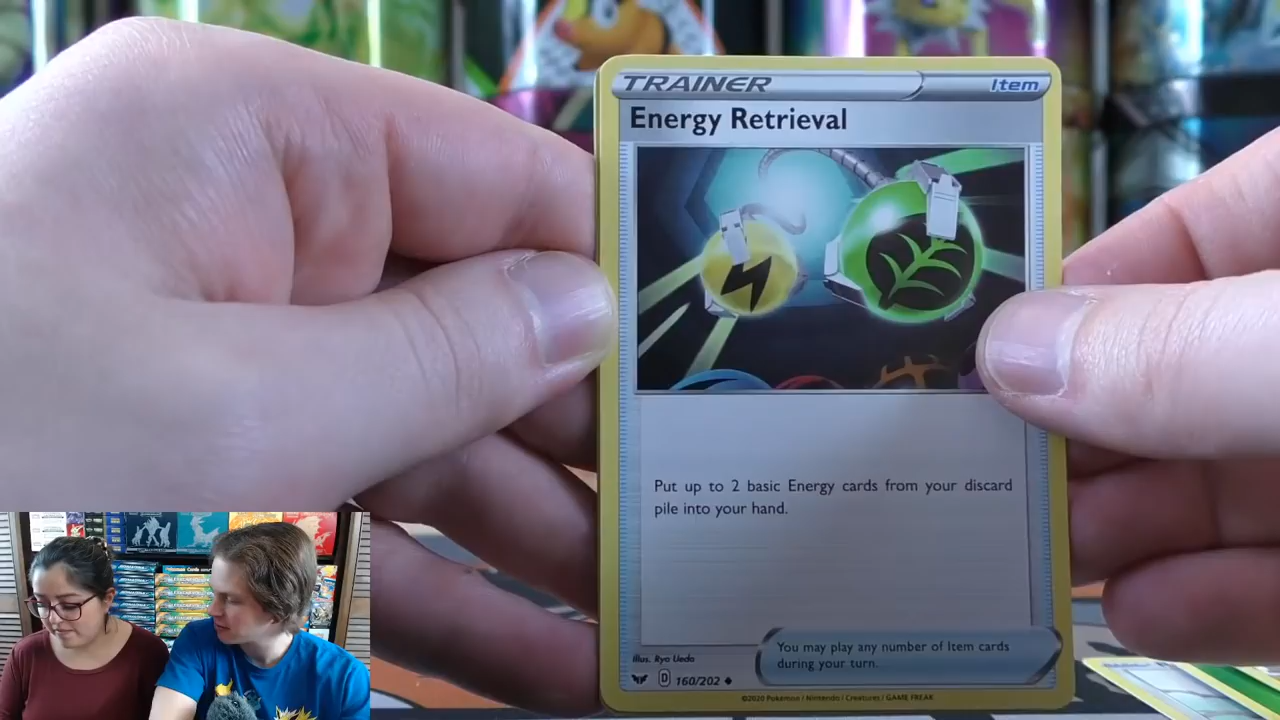 TRAINER
Item
Energy Retrieval
Put up to 2 basic Energy cards from your discard
pile into your hand.
You may play any number of Item cards
during your turn.
Illus. Ryo Ueda
D 160/202
©2020 Pokémon / Nintendo / Creatures / GAME FREAK